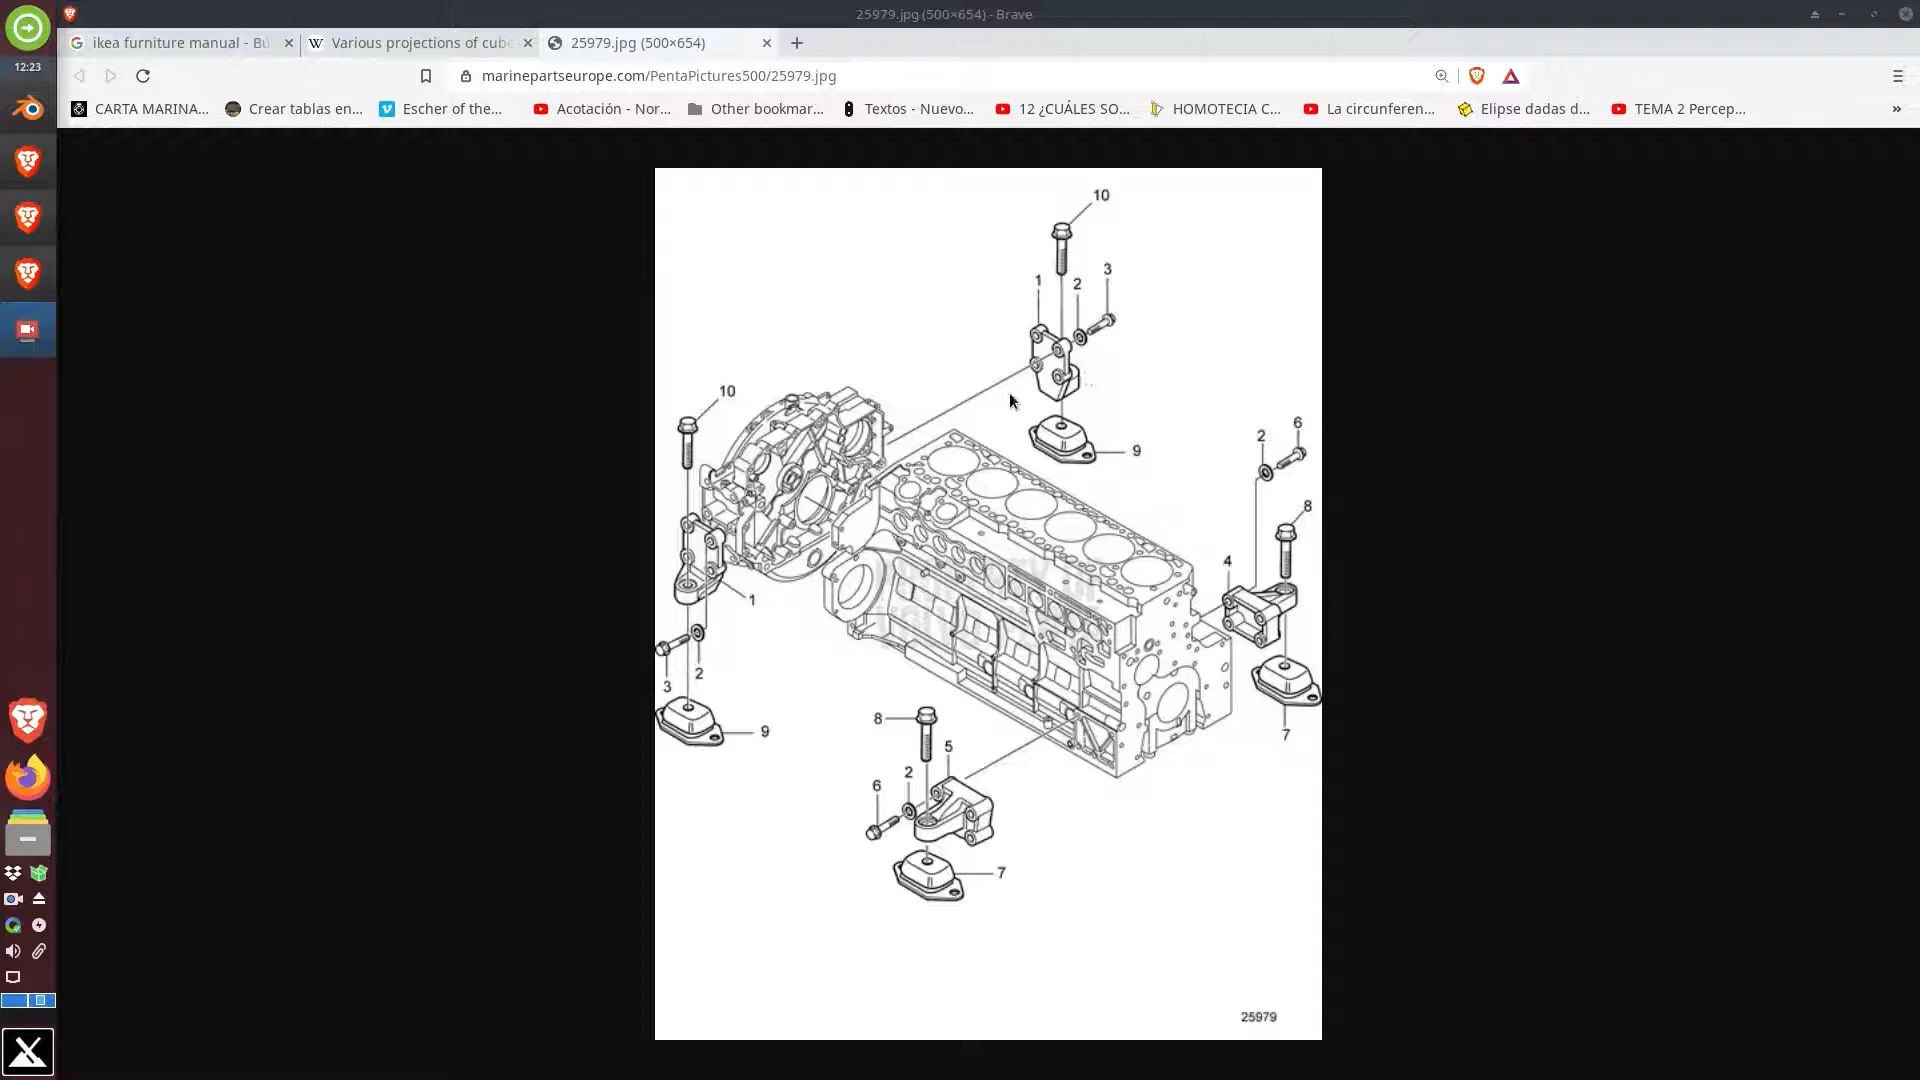 25979.jpg (500×654) - Brave
12:23
ikea furniture manual - Bú
Various projections of cube
25979.jpg (500×654)
marinepartseurope.com/PentaPictures500/25979.jpg
CARTA MARINA...
Crear tablas en...
Escher of the...
Acotación - Nor...
Other bookmar...
Textos - Nuevo...
12 ¿CUÁLES SO...
HOMOTECIA C...
La circunferen...
Elipse dadas d...
TEMA 2 Percep...
»
10
1 2 3
9
10
1
2
3
9
2 6
8
4
7
8
5
2
6
7
25979